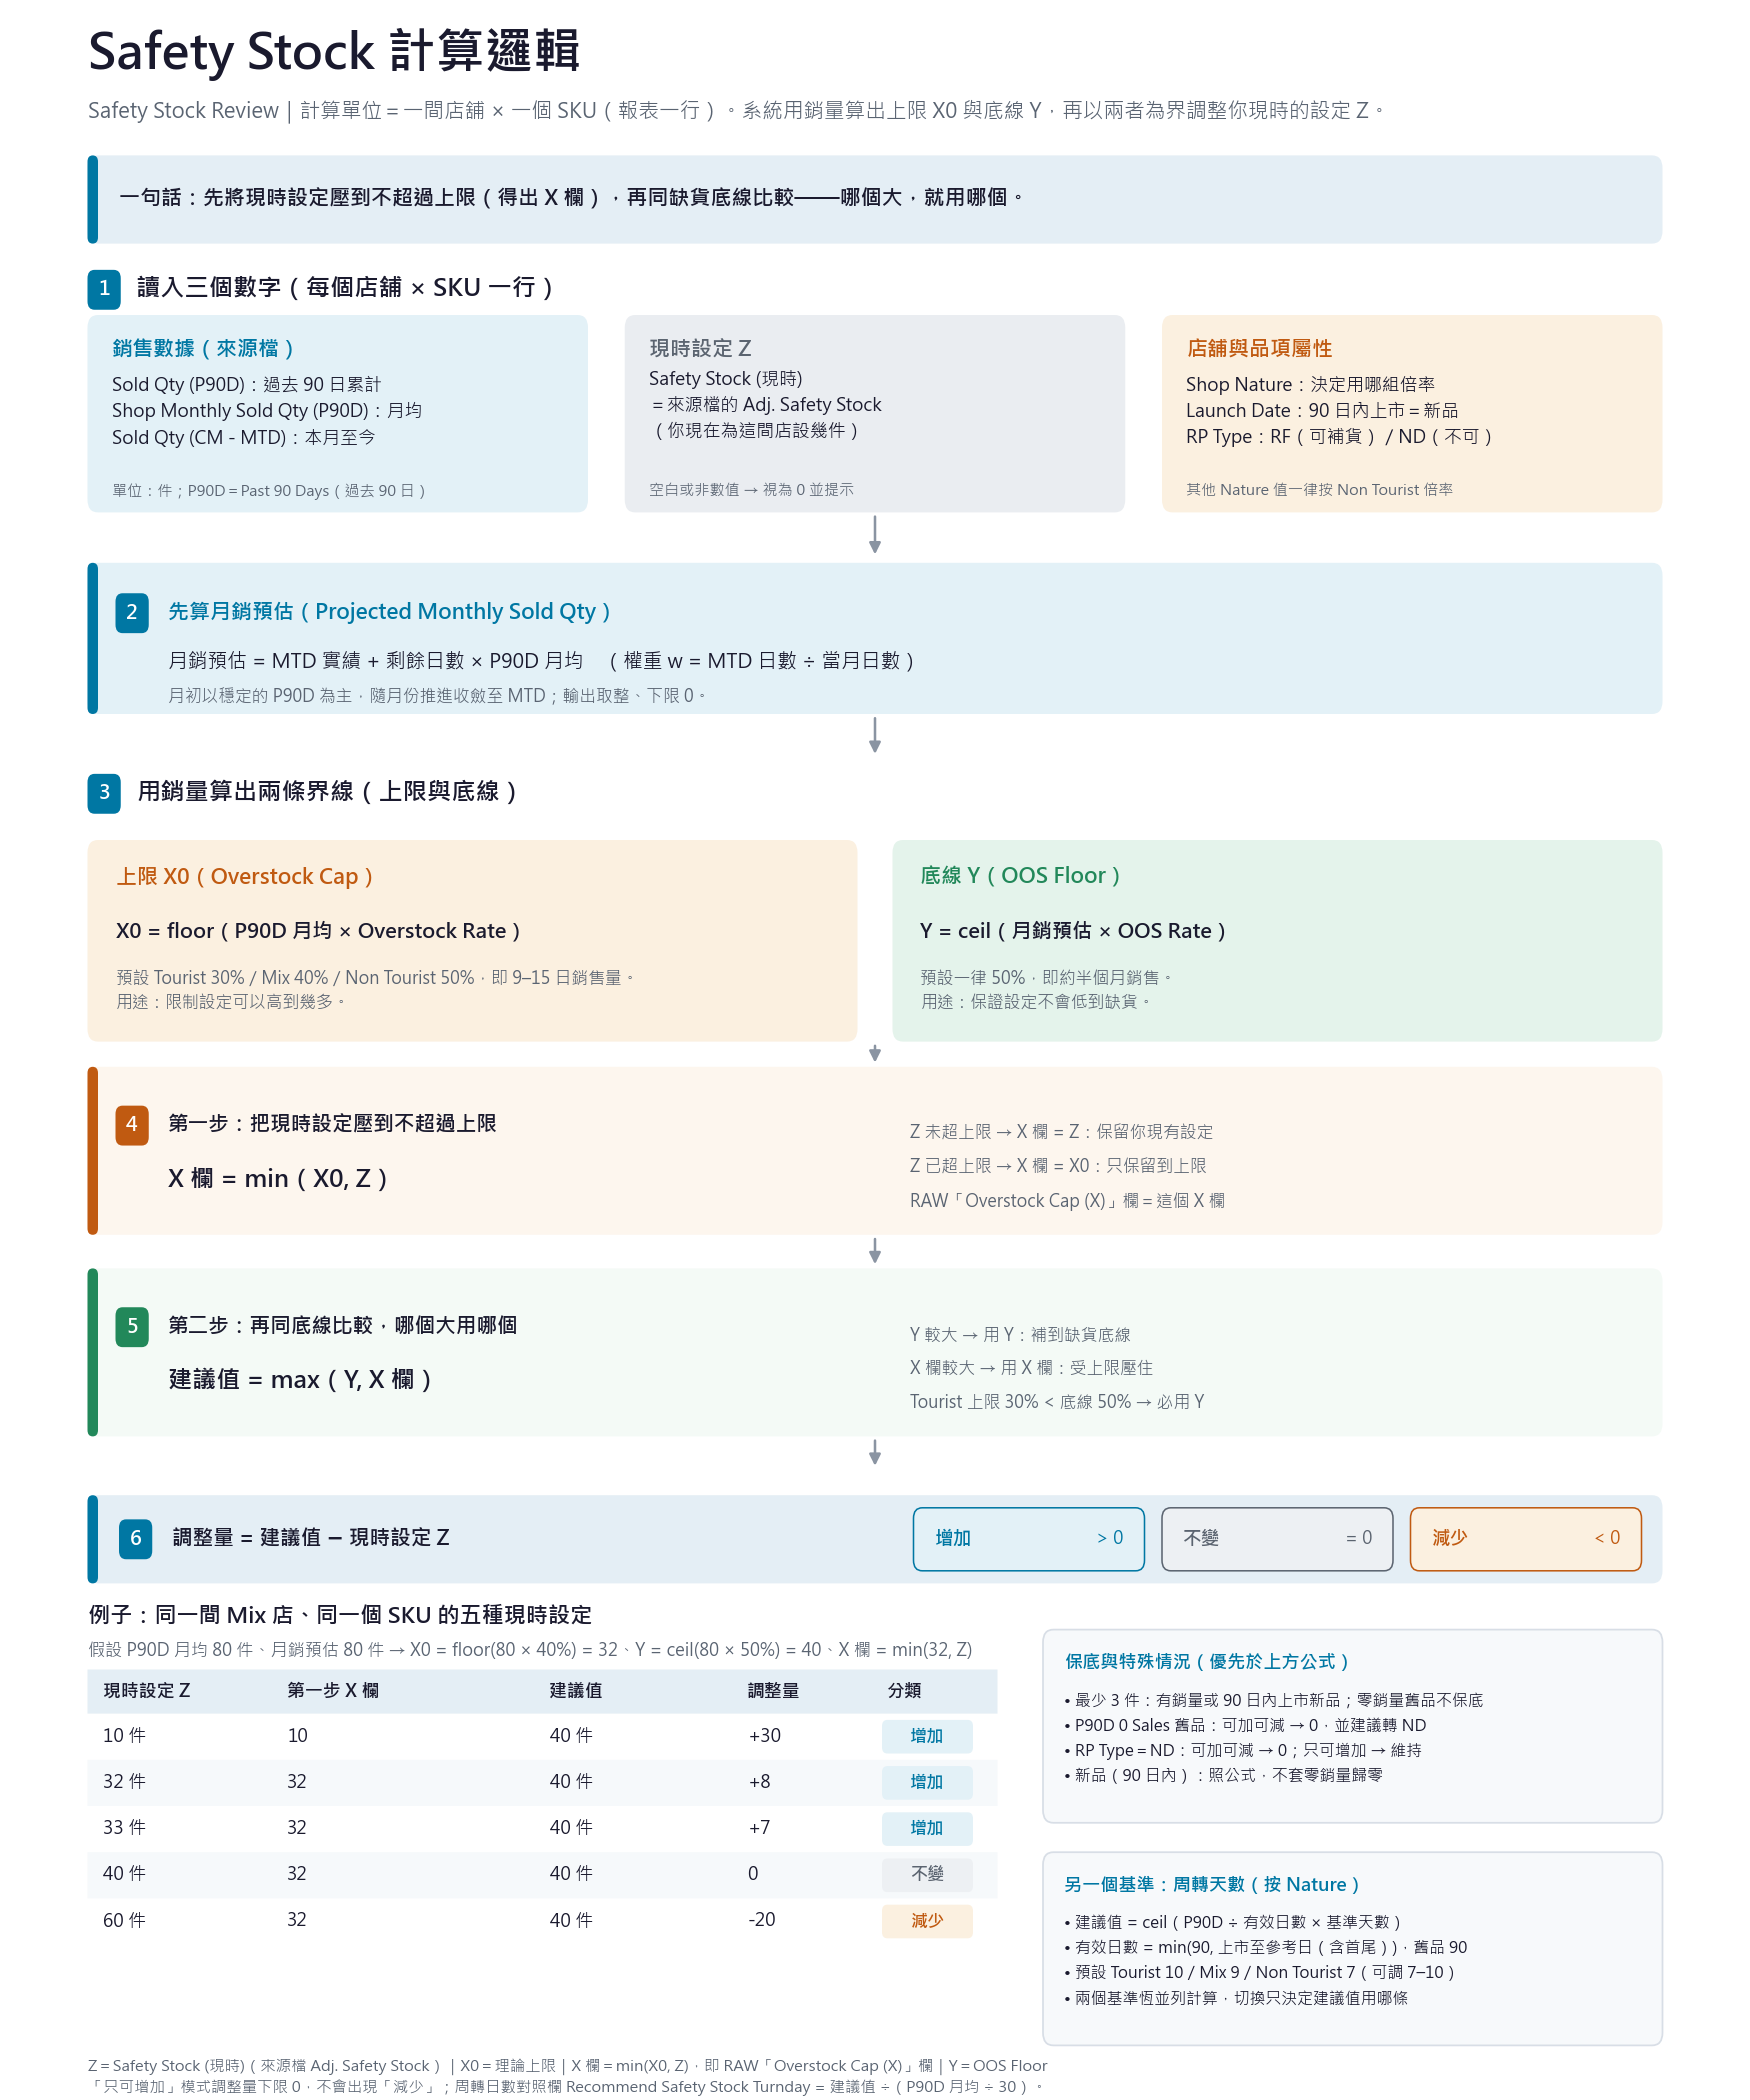 Safety Stock 計算邏輯
Safety Stock Review | 計算單位 = 一間店舖 × 一個 SKU（報表一行）。系統用銷量算出上限 X0 與底線 Y，再以兩者為界調整你現時的設定 Z。
一句話：先將現時設定壓到不超過上限（得出 X 欄），再同缺貨底線比較——哪個大，就用哪個。
1 讀入三個數字（每個店舖 × SKU 一行）
銷售數據（來源檔）
Sold Qty (P90D)：過去 90 日累計
Shop Monthly Sold Qty (P90D)：月均
Sold Qty (CM - MTD)：本月至今
單位：件；P90D = Past 90 Days（過去 90 日）
現時設定 Z
Safety Stock (現時)
= 來源檔的 Adj. Safety Stock
（你現在為這間店設幾件）
空白或非數值 → 視為 0 並提示
店舖與品項屬性
Shop Nature：決定用哪組倍率
Launch Date：90 日內上市 = 新品
RP Type：RF（可補貨）/ ND（不可）
其他 Nature 值一律按 Non Tourist 倍率
2 先算月銷預估（Projected Monthly Sold Qty）
月銷預估 = MTD 實績 + 剩餘日數 × P90D 月均　（權重 w = MTD 日數 ÷ 當月日數）
月初以穩定的 P90D 為主，隨月份推進收斂至 MTD；輸出取整、下限 0。
3 用銷量算出兩條界線（上限與底線）
上限 X0（Overstock Cap）
X0 = floor（P90D 月均 × Overstock Rate）
預設 Tourist 30% / Mix 40% / Non Tourist 50%，即 9–15 日銷售量。
用途：限制設定可以高到幾多。
底線 Y（OOS Floor）
Y = ceil（月銷預估 × OOS Rate）
預設一律 50%，即約半個月銷售。
用途：保證設定不會低到缺貨。
4 第一步：把現時設定壓到不超過上限
X 欄 = min（X0, Z）
Z 未超上限 → X 欄 = Z：保留你現有設定
Z 已超上限 → X 欄 = X0：只保留到上限
RAW「Overstock Cap (X)」欄 = 這個 X 欄
5 第二步：再同底線比較，哪個大用哪個
建議值 = max（Y, X 欄）
Y 較大 → 用 Y：補到缺貨底線
X 欄較大 → 用 X 欄：受上限壓住
Tourist 上限 30% < 底線 50% → 必用 Y
6 調整量 = 建議值 − 現時設定 Z
增加 > 0
不變 = 0
減少 < 0
例子：同一間 Mix 店、同一個 SKU 的五種現時設定
假設 P90D 月均 80 件、月銷預估 80 件 → X0 = floor(80 × 40%) = 32、Y = ceil(80 × 50%) = 40、X 欄 = min(32, Z)
現時設定 Z 第一步 X 欄 建議值 調整量 分類
10 件 10 40 件 +30 增加
32 件 32 40 件 +8 增加
33 件 32 40 件 +7 增加
40 件 32 40 件 0 不變
60 件 32 40 件 -20 減少
保底與特殊情況（優先於上方公式）
• 最少 3 件：有銷量或 90 日內上市新品；零銷量舊品不保底
• P90D 0 Sales 舊品：可加可減 → 0，並建議轉 ND
• RP Type = ND：可加可減 → 0；只可增加 → 維持
• 新品（90 日內）：照公式，不套零銷量歸零
另一個基準：周轉天數（按 Nature）
• 建議值 = ceil（P90D ÷ 有效日數 × 基準天數）
• 有效日數 = min(90, 上市至參考日（含首尾）)，舊品 90
• 預設 Tourist 10 / Mix 9 / Non Tourist 7（可調 7–10）
• 兩個基準恆並列計算，切換只決定建議值用哪條
Z = Safety Stock (現時)（來源檔 Adj. Safety Stock）｜X0 = 理論上限｜X 欄 = min(X0, Z)，即 RAW「Overstock Cap (X)」欄｜Y = OOS Floor
「只可增加」模式調整量下限 0，不會出現「減少」；周轉日數對照欄 Recommend Safety Stock Turnday = 建議值 ÷（P90D 月均 ÷ 30）。